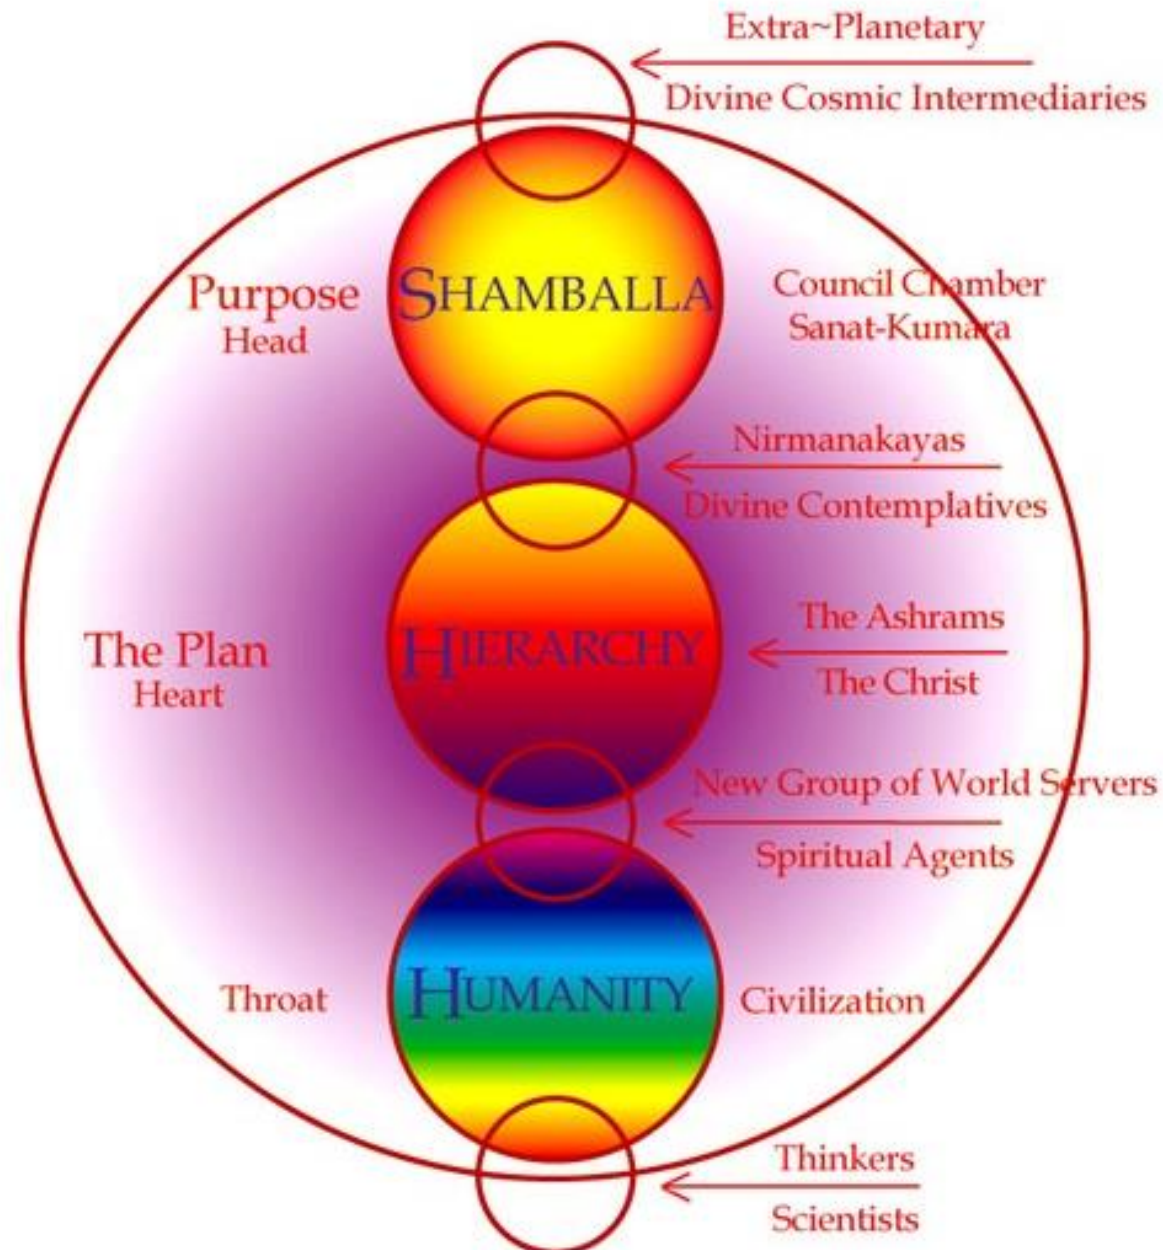 Extra~Planetary
Divine Cosmic Intermediaries
Purpose
Head
SHAMBALLA
Council Chamber
Sanat-Kumara
Nirmanakayas
Divine Contemplatives
The Plan
Heart
HIERARCHY
The Ashrams
The Christ
New Group of World Servers
Spiritual Agents
Throat
HUMANITY
Civilization
Thinkers
Scientists